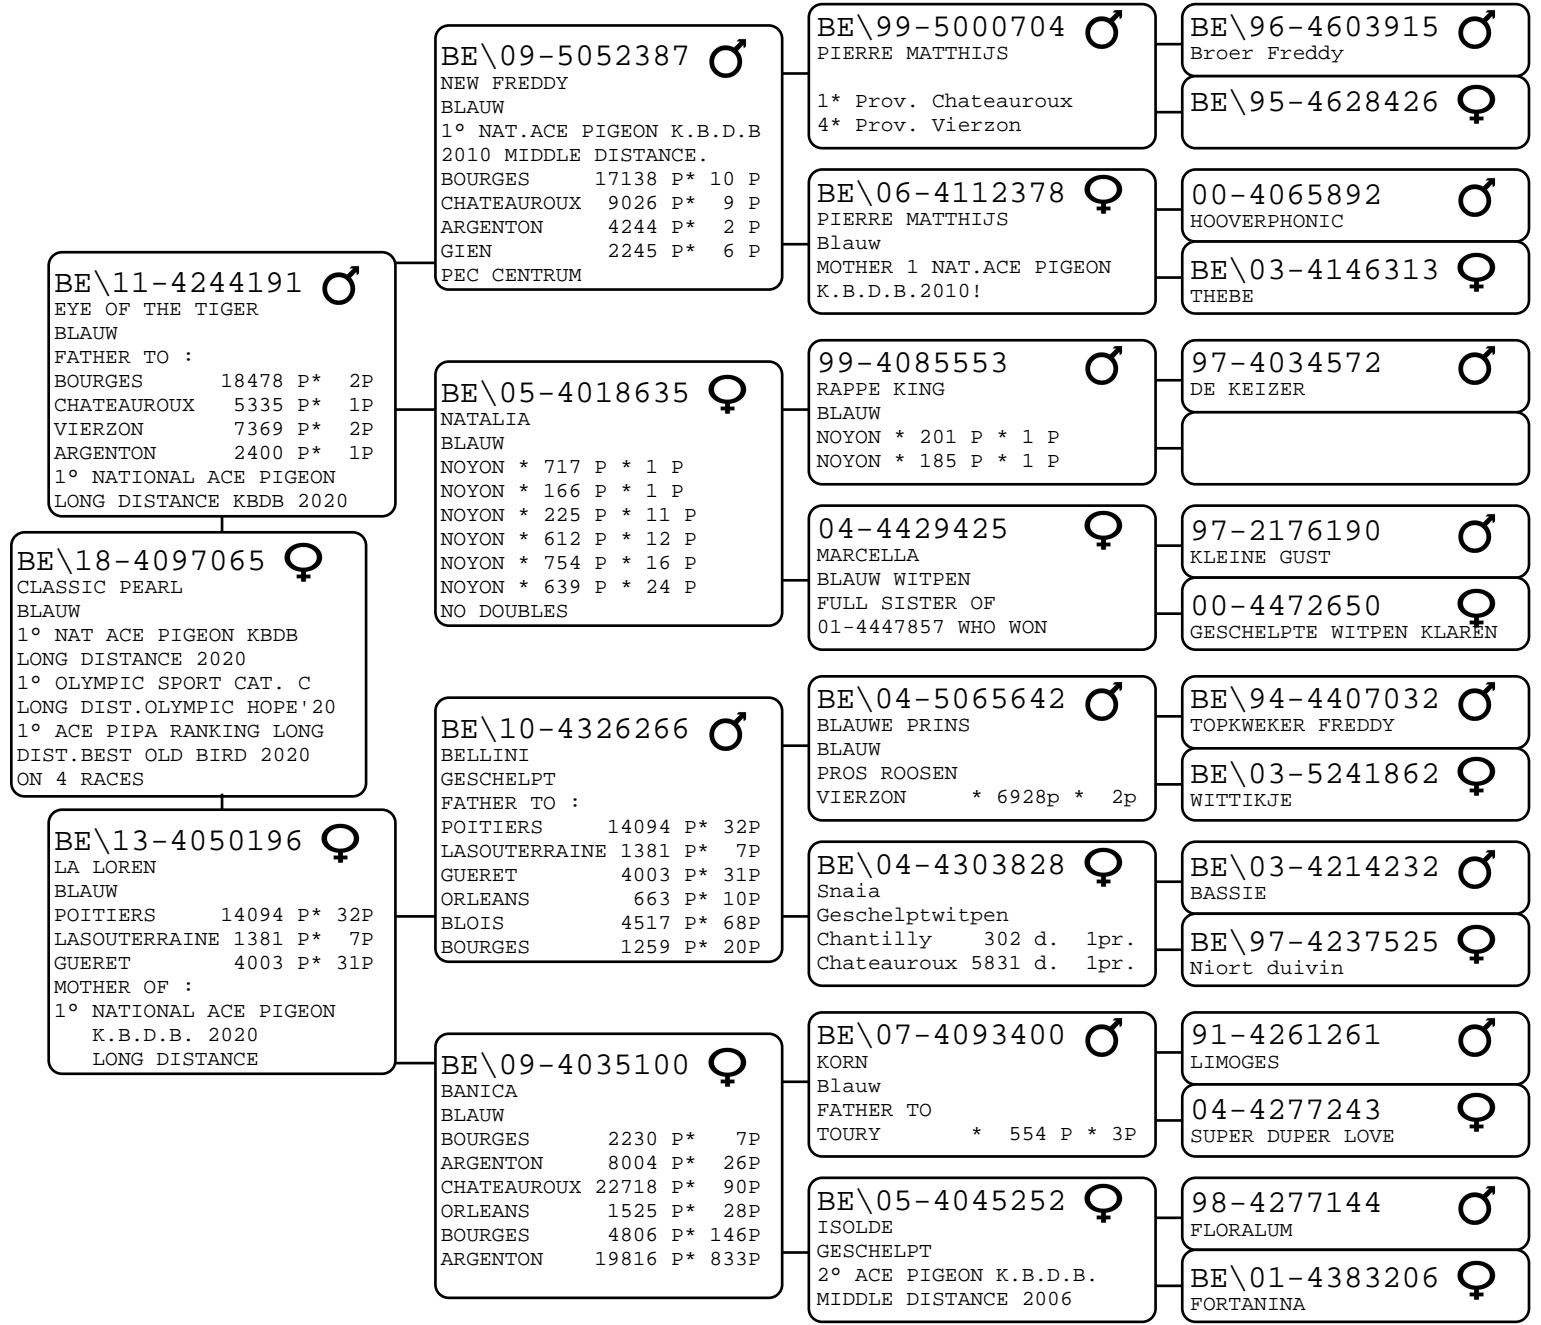 BE\18-4097065
CLASSIC PEARL
BLAUW
1° NAT ACE PIGEON KBDB
LONG DISTANCE 2020
1° OLYMPIC SPORT CAT. C
LONG DIST.OLYMPIC HOPE'20
1° ACE PIPA RANKING LONG
DIST.BEST OLD BIRD 2020
ON 4 RACES
BE\11-4244191
EYE OF THE TIGER
BLAUW
FATHER TO :
BOURGES 18478 P* 2P
CHATEAUROUX 5335 P* 1P
VIERZON 7369 P* 2P
ARGENTON 2400 P* 1P
1° NATIONAL ACE PIGEON
LONG DISTANCE KBDB 2020
BE\13-4050196
LA LOREN
BLAUW
POITIERS 14094 P* 32P
LASOUTERRAINE 1381 P* 7P
GUERET 4003 P* 31P
MOTHER OF :
1° NATIONAL ACE PIGEON
K.B.D.B. 2020
LONG DISTANCE
BE\09-5052387
NEW FREDDY
BLAUW
1° NAT.ACE PIGEON K.B.D.B
2010 MIDDLE DISTANCE.
BOURGES 17138 P* 10 P
CHATEAUROUX 9026 P* 9 P
ARGENTON 4244 P* 2 P
GIEN 2245 P* 6 P
PEC CENTRUM
BE\05-4018635
NATALIA
BLAUW
NOYON * 717 P * 1 P
NOYON * 166 P * 1 P
NOYON * 225 P * 11 P
NOYON * 612 P * 12 P
NOYON * 754 P * 16 P
NOYON * 639 P * 24 P
NO DOUBLES
BE\10-4326266
BELLINI
GESCHELPT
FATHER TO :
POITIERS 14094 P* 32P
LASOUTERRAINE 1381 P* 7P
GUERET 4003 P* 31P
ORLEANS 663 P* 10P
BLOIS 4517 P* 68P
BOURGES 1259 P* 20P
BE\09-4035100
BANICA
BLAUW
BOURGES 2230 P* 7P
ARGENTON 8004 P* 26P
CHATEAUROUX 22718 P* 90P
ORLEANS 1525 P* 28P
BOURGES 4806 P* 146P
ARGENTON 19816 P* 833P
BE\99-5000704
PIERRE MATTHIJS
1* Prov. Chateauroux
4* Prov. Vierzon
BE\06-4112378
PIERRE MATTHIJS
Blauw
MOTHER 1 NAT.ACE PIGEON
K.B.D.B.2010!
99-4085553
RAPPE KING
BLAUW
NOYON * 201 P * 1 P
NOYON * 185 P * 1 P
04-4429425
MARCELLA
BLAUW WITPEN
FULL SISTER OF
01-4447857 WHO WON
BE\04-5065642
BLAUWE PRINS
BLAUW
PROS ROOSEN
VIERZON * 6928p * 2p
BE\04-4303828
Snaia
Geschelptwitpen
Chantilly 302 d. 1pr.
Chateauroux 5831 d. 1pr.
BE\07-4093400
KORN
Blauw
FATHER TO
TOURY * 554 P * 3P
BE\05-4045252
ISOLDE
GESCHELPT
2° ACE PIGEON K.B.D.B.
MIDDLE DISTANCE 2006
BE\96-4603915
Broer Freddy
BE\95-4628426
00-4065892
HOOVERPHONIC
BE\03-4146313
THEBE
97-4034572
DE KEIZER
97-2176190
KLEINE GUST
00-4472650
GESCHELPTE WITPEN KLAREN
BE\94-4407032
TOPKWEKER FREDDY
BE\03-5241862
WITTIKJE
BE\03-4214232
BASSIE
BE\97-4237525
Niort duivin
91-4261261
LIMOGES
04-4277243
SUPER DUPER LOVE
98-4277144
FLORALUM
BE\01-4383206
FORTANINA